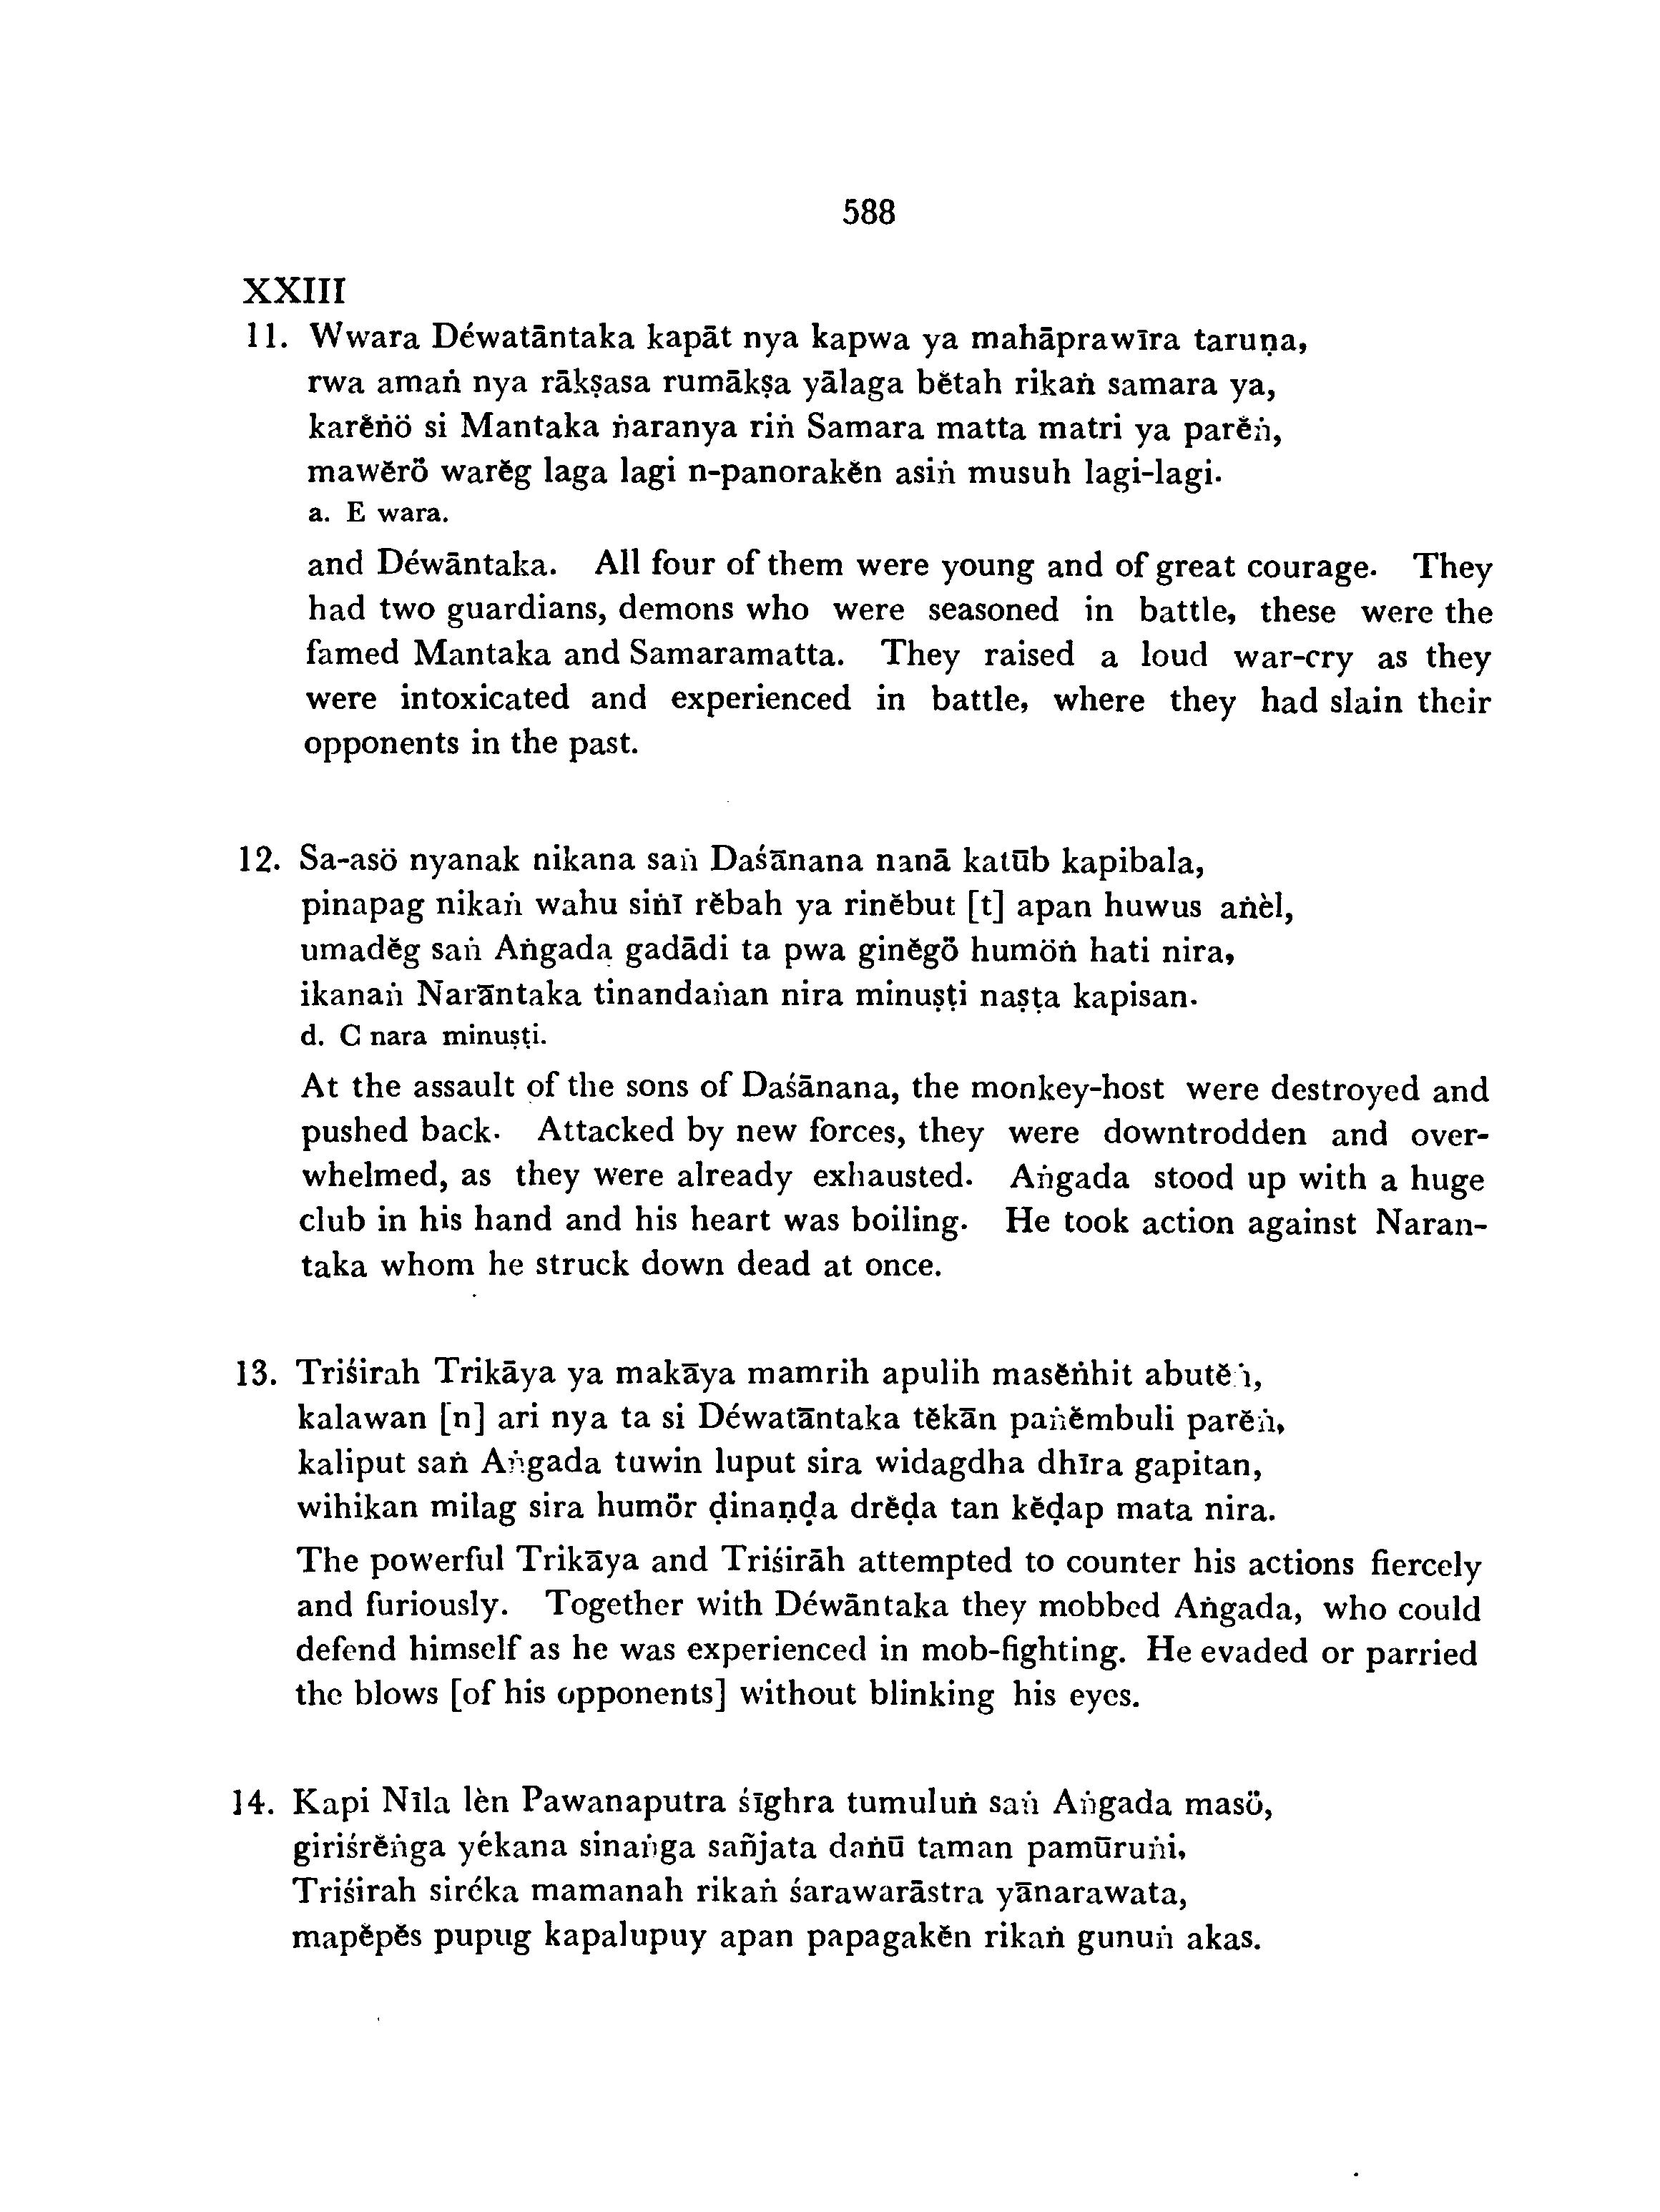 588
XXIII
11. Wwara Déwatāntaka kapāt nya kapwa ya mahāprawīra taruṇa,
rwa amaṅ nya rākṣasa rumākṣa yālaga bĕtah rikaṅ samara ya,
karĕṅö si Mantaka ṅaranya riṅ Samara matta matri ya parĕṅ,
mawĕrö warĕg laga lagi n-panorakĕn asiṅ musuh lagi-lagi.
a. E wara.
and Déwāntaka. All four of them were young and of great courage. They
had two guardians, demons who were seasoned in battle, these were the
famed Mantaka and Samaramatta. They raised a loud war-cry as they
were intoxicated and experienced in battle, where they had slain their
opponents in the past.
12. Sa-asö nyanak nikana saṅ Daśānana nanā katūb kapibala,
pinapag nikaṅ wahu siṅī rĕbah ya rinĕbut [t] apan huwus aṅèl,
umadĕg saṅ Aṅgada gadādi ta pwa ginĕgö humöṅ hati nira,
ikanaṅ Narāntaka tinandaṅan nira minuṣṭi naṣṭa kapisan.
d. C nara minuṣṭi.
At the assault of the sons of Daśānana, the monkey-host were destroyed and
pushed back. Attacked by new forces, they were downtrodden and over-
whelmed, as they were already exhausted. Aṅgada stood up with a huge
club in his hand and his heart was boiling. He took action against Naran-
taka whom he struck down dead at once.
13. Triśirah Trikāya ya makāya mamrih apulih masĕṅhit abutĕṅ,
kalawan [n] ari nya ta si Déwatāntaka tĕkān paṅĕmbuli parĕṅ,
kaliput saṅ Aṅgada tuwin luput sira widagdha dhīra gapitan,
wihikan milag sira humör ḍinaṇḍa drĕḍa tan kĕḍap mata nira.
The powerful Trikāya and Triśirāh attempted to counter his actions fiercely
and furiously. Together with Déwāntaka they mobbed Aṅgada, who could
defend himself as he was experienced in mob-fighting. He evaded or parried
the blows [of his opponents] without blinking his eyes.
14. Kapi Nīla lèn Pawanaputra śīghra tumuluṅ saṅ Aṅgada masö,
giriśrĕṅga yékana sinaṅga sañjata daṅū taman pamūruṅi,
Triśirah siréka mamanah rikaṅ śarawarāstra yānarawata,
mapĕpĕs pupug kapalupuy apan papagakĕn rikaṅ gunuṅ akas.